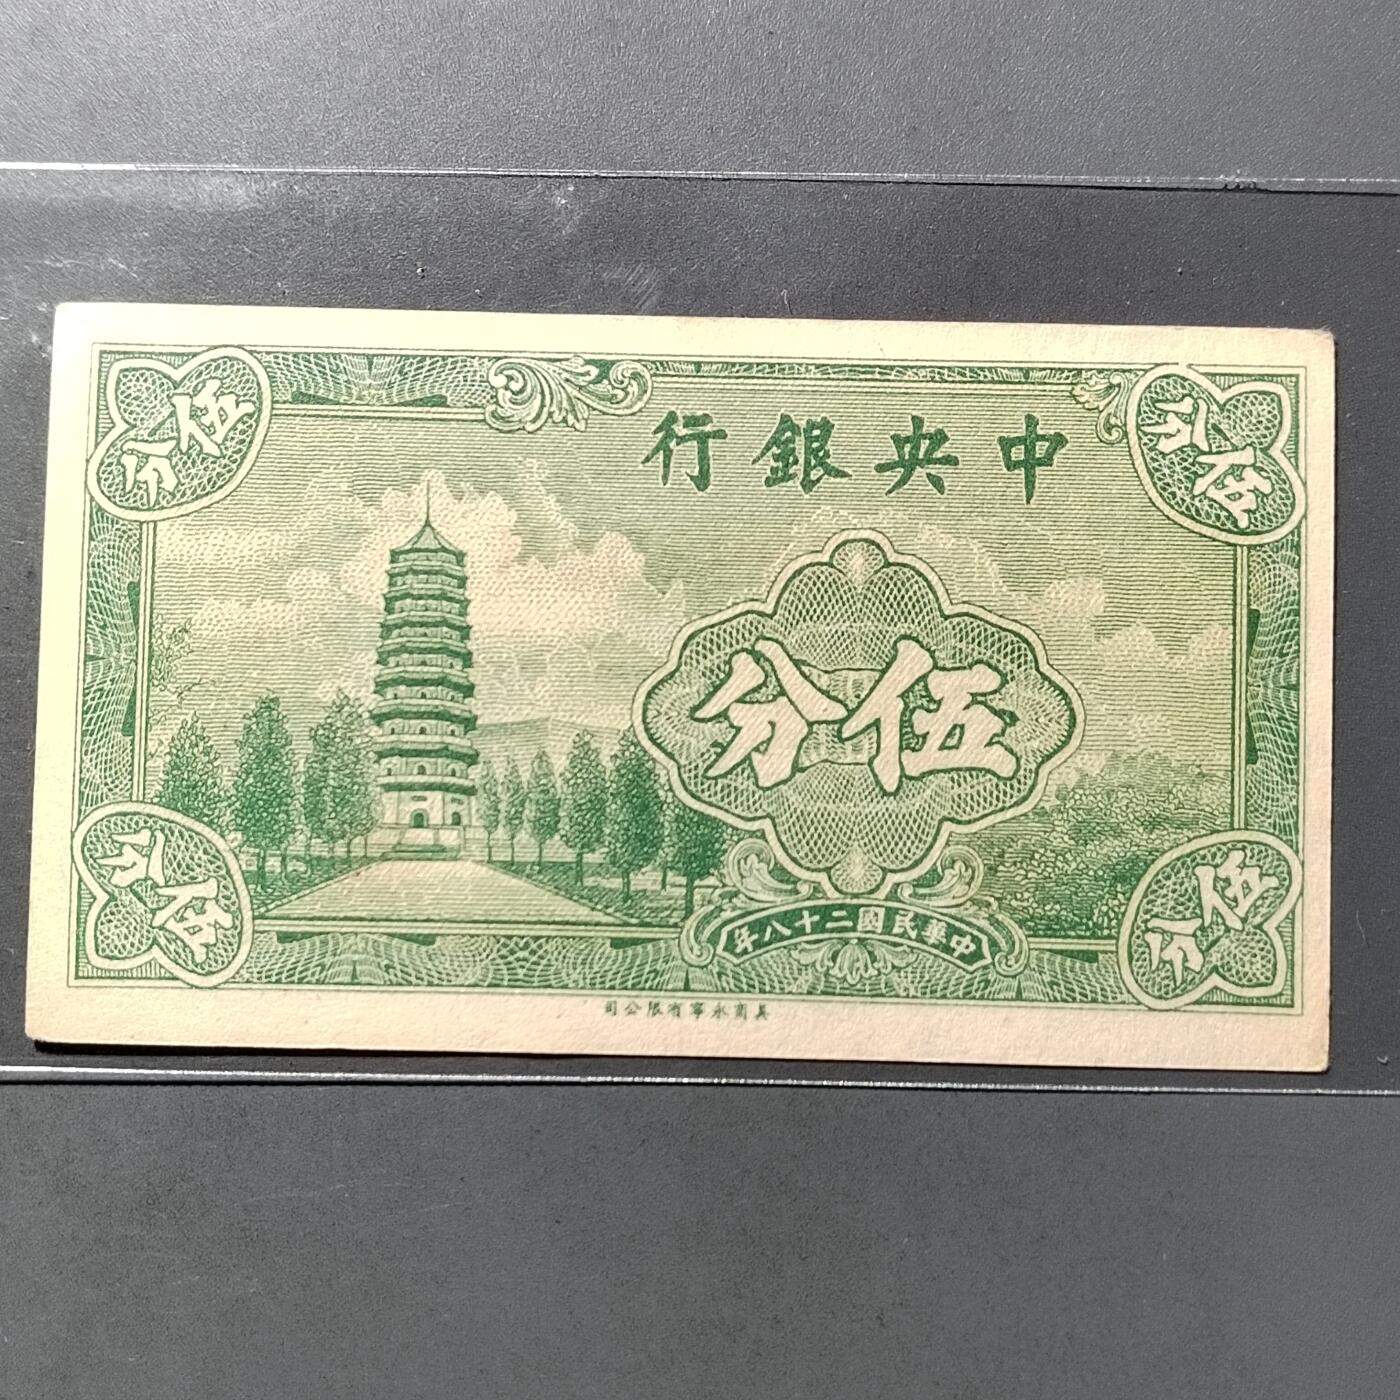 伍分
伍分
中央銀行
伍分
中華民國二十八年
伍分
伍分
美商永寧有限公司